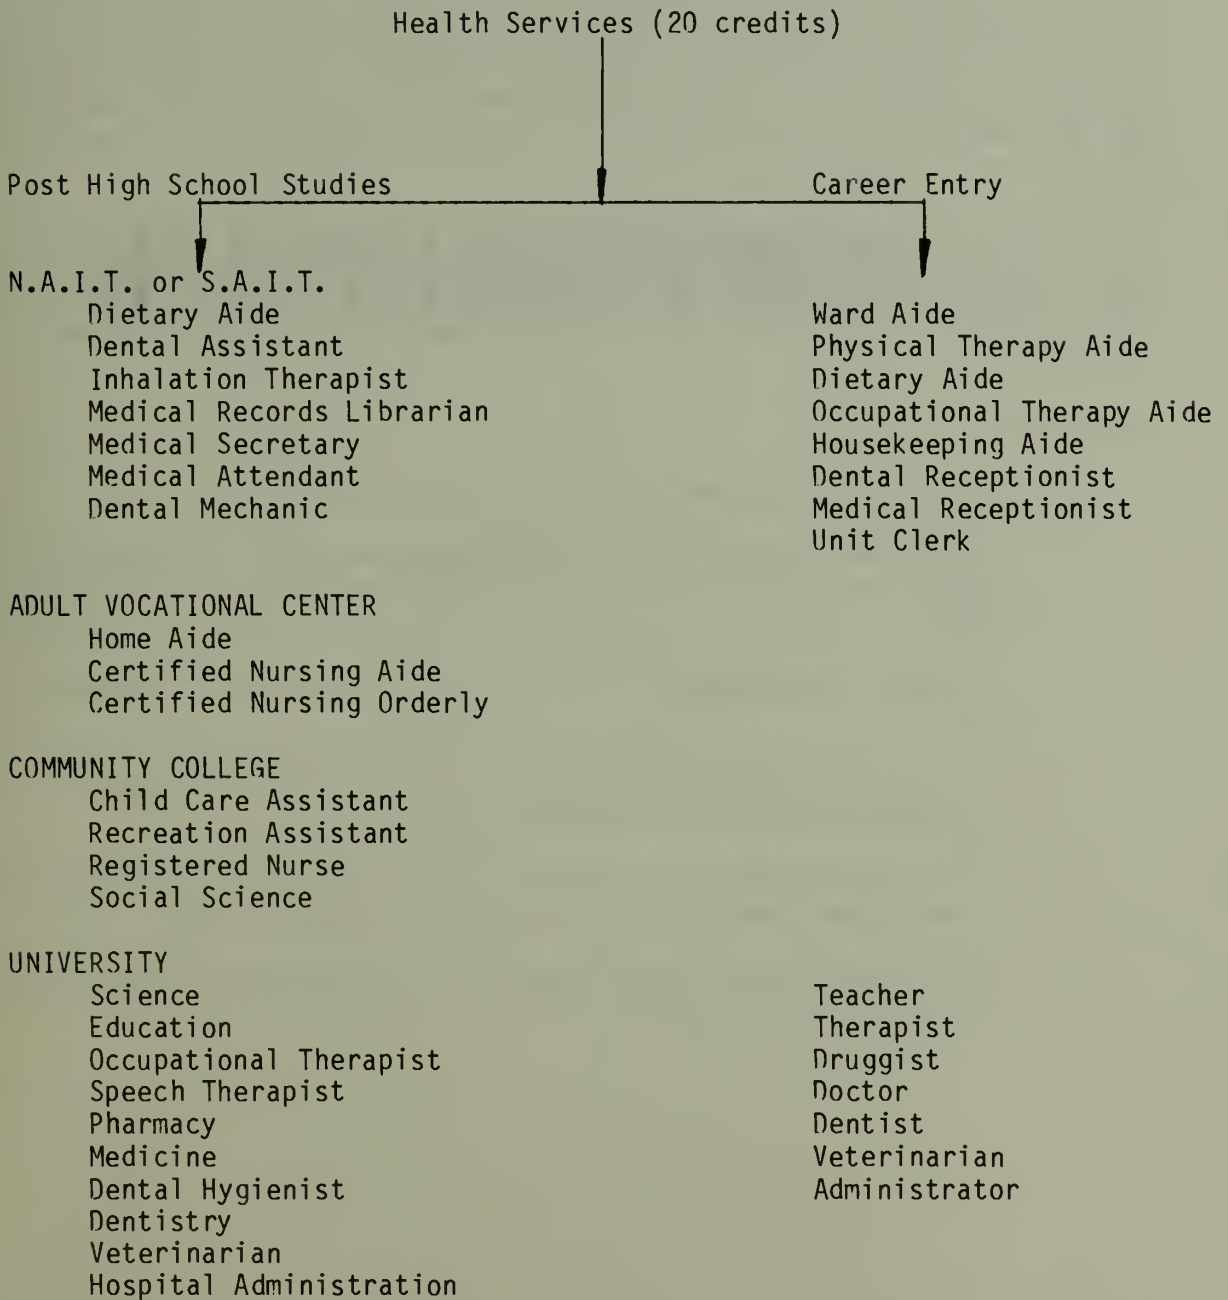 Health Services (20 credits)
Post High School Studies
Career Entry
N.A.I.T. or S.A.I.T.
Dietary Aide
Dental Assistant
Inhalation Therapist
Medical Records Librarian
Medical Secretary
Medical Attendant
Dental Mechanic
Ward Aide
Physical Therapy Aide
Dietary Aide
Occupational Therapy Aide
Housekeeping Aide
Dental Receptionist
Medical Receptionist
Unit Clerk
ADULT VOCATIONAL CENTER
Home Aide
Certified Nursing Aide
Certified Nursing Orderly
COMMUNITY COLLEGE
Child Care Assistant
Recreation Assistant
Registered Nurse
Social Science
UNIVERSITY
Science
Education
Occupational Therapist
Speech Therapist
Pharmacy
Medicine
Dental Hygienist
Dentistry
Veterinarian
Hospital Administration
Teacher
Therapist
Druggist
Doctor
Dentist
Veterinarian
Administrator